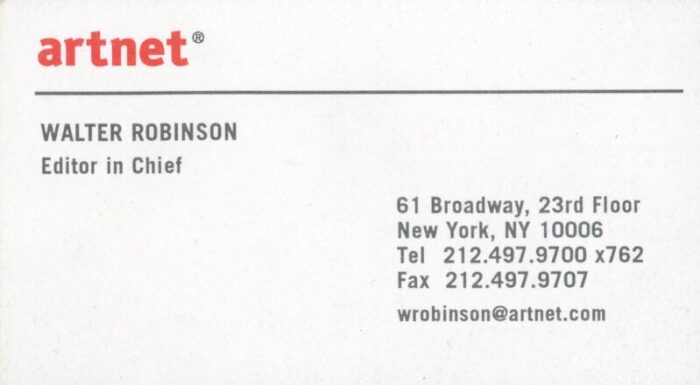 artnet®
WALTER ROBINSON
Editor in Chief
61 Broadway, 23rd Floor
New York, NY 10006
Tel 212.497.9700 x762
Fax 212.497.9707
wrobinson@artnet.com